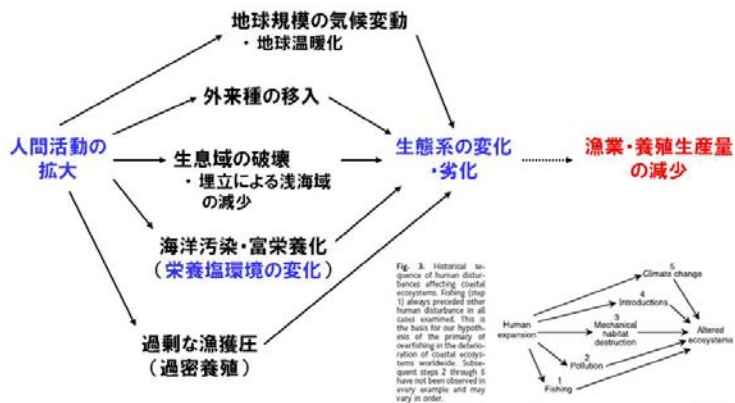 地球規模の気候変動
・地球温暖化
外来種の移入
人間活動の
拡大
生息域の破壊
・埋立による浅海域
の減少
生態系の変化
・劣化
漁業・養殖生産量
の減少
海洋汚染・富栄養化
(栄養塩環境の変化)
過剰な漁獲圧
(過密養殖)
Fig. 3. Historical se-
quence of human distur-
bances affecting coastal
ecosystems. Fishing (step
1) always preceded other
human disturbance in all
cases examined. This is
the basis for our hypoth-
esis of the primacy of
overfishing in the deterio-
ration of coastal ecosys-
tems worldwide. Subse-
quent steps 2 through 5
have not been observed in
every example and may
vary in order.
5
Climate change
4
Introductions
Human
expansion
3
Mechanical
habitat
destruction
Altered
ecosystems
2
Pollution
1
Fishing